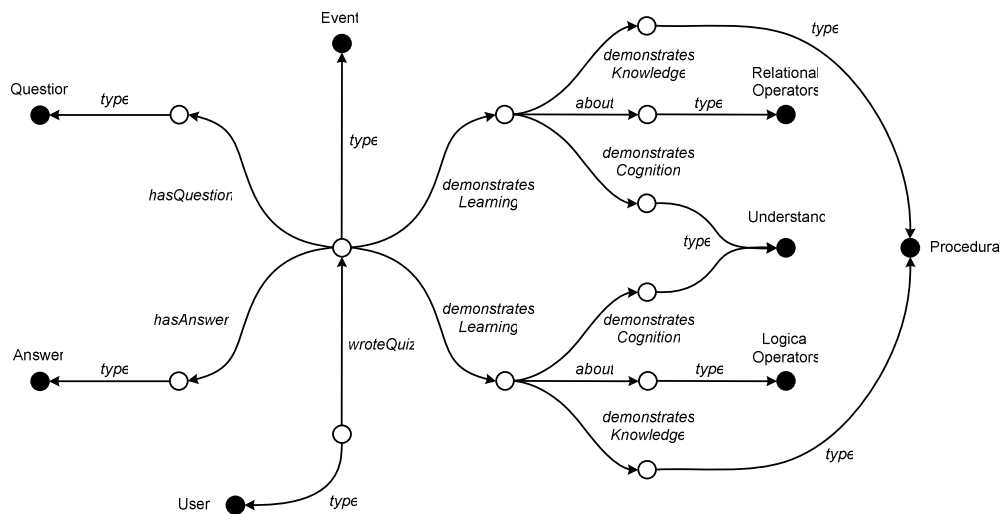 Event
type
demonstrates
Knowledge
Relational
Operators
Question
type
about
type
type
demonstrates
Cognition
hasQuestion
demonstrates
Learning
Understand
type
Procedura
hasAnswer
demonstrates
Learning
demonstrates
Cognition
wroteQuiz
Logica
Operators
Answer
type
about
type
demonstrates
Knowledge
type
User
type